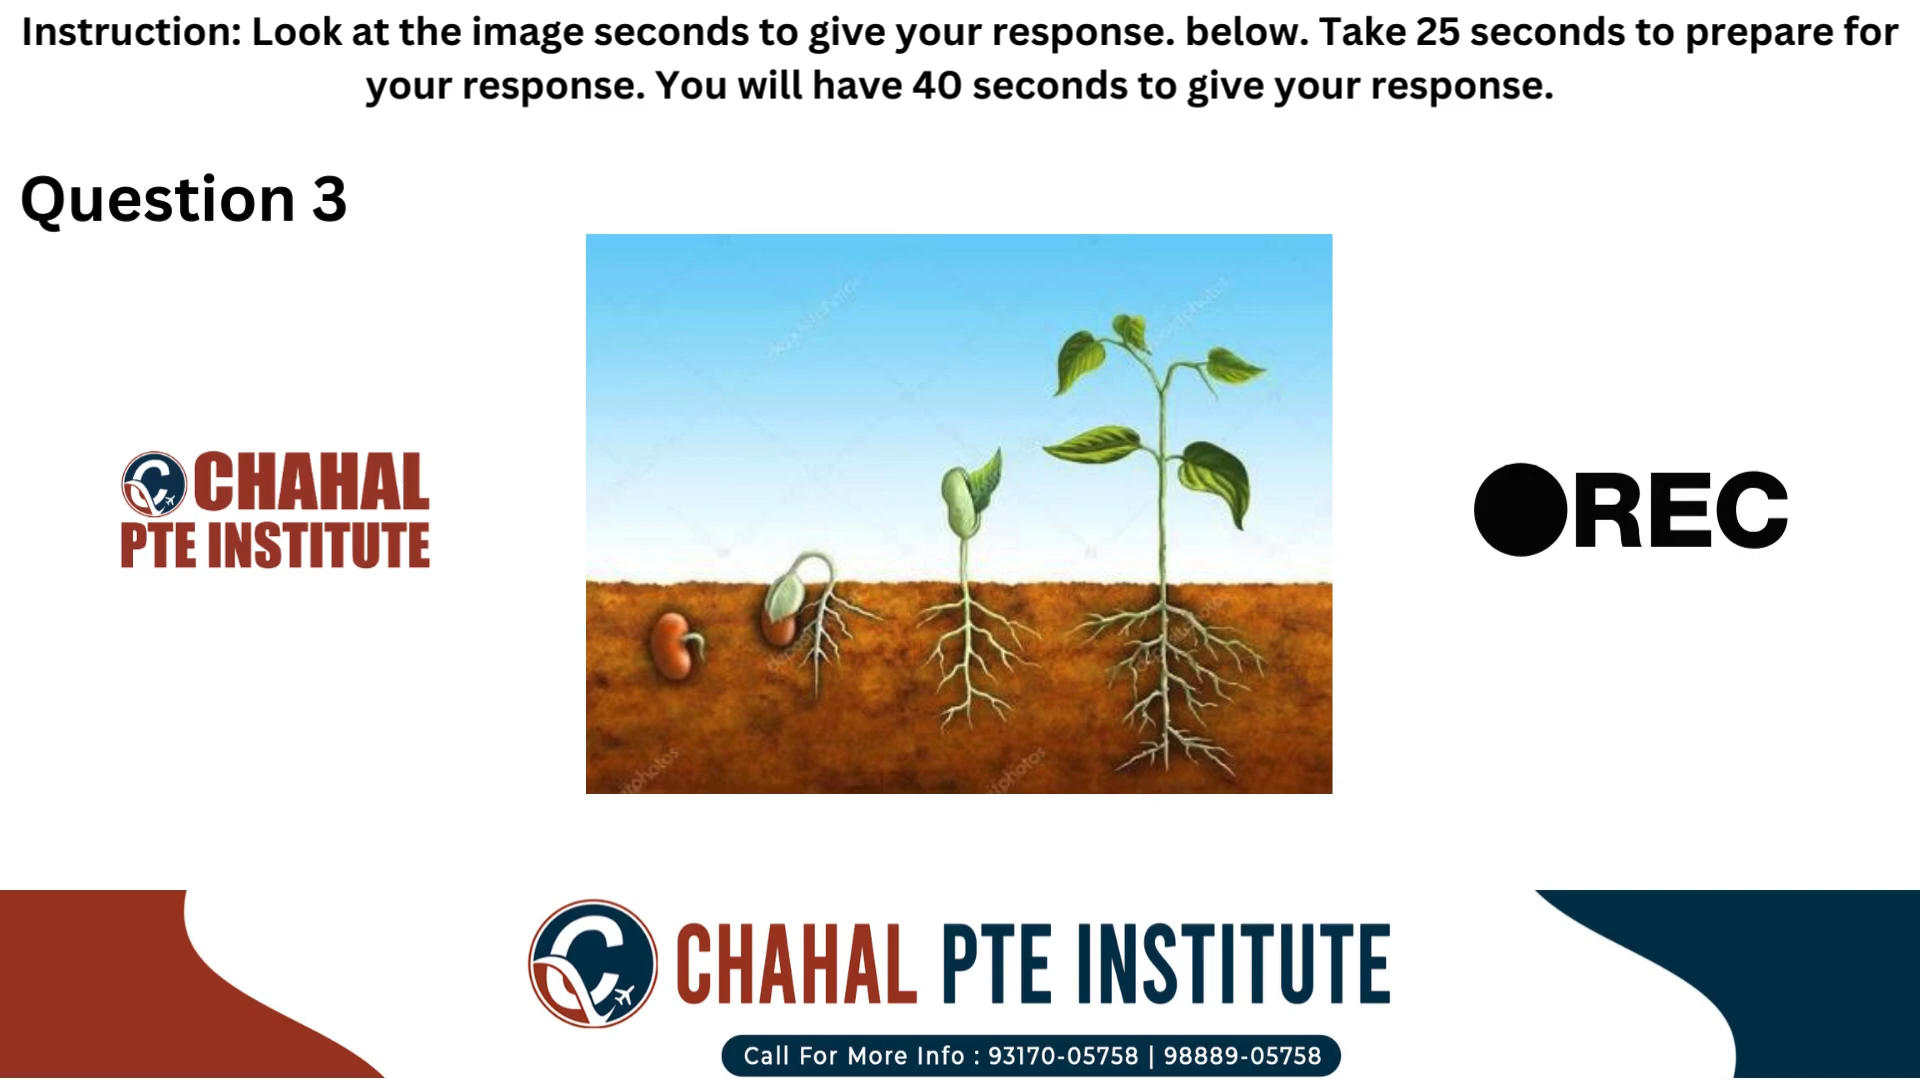 Instruction: Look at the image seconds to give your response. below. Take 25 seconds to prepare for
your response. You will have 40 seconds to give your response.
Question 3
CHAHAL
PTE INSTITUTE
REC
CHAHAL PTE INSTITUTE
Call For More Info : 93170-05758 | 98889-05758